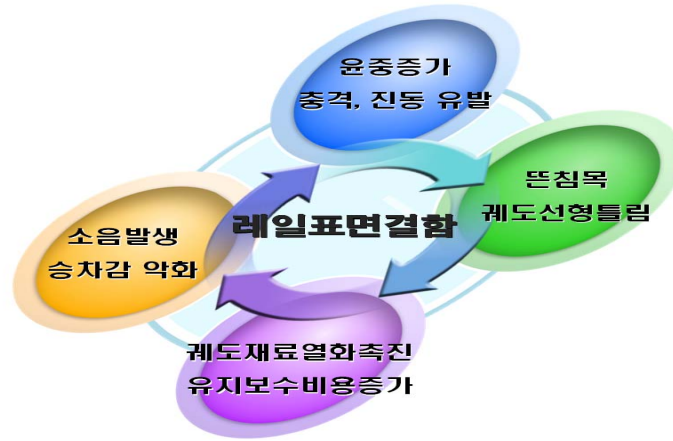 윤중증가
충격, 진동 유발
뜬침목
궤도선형틀림
레일표면결함
소음발생
승차감 악화
궤도재료열화촉진
유지보수비용증가